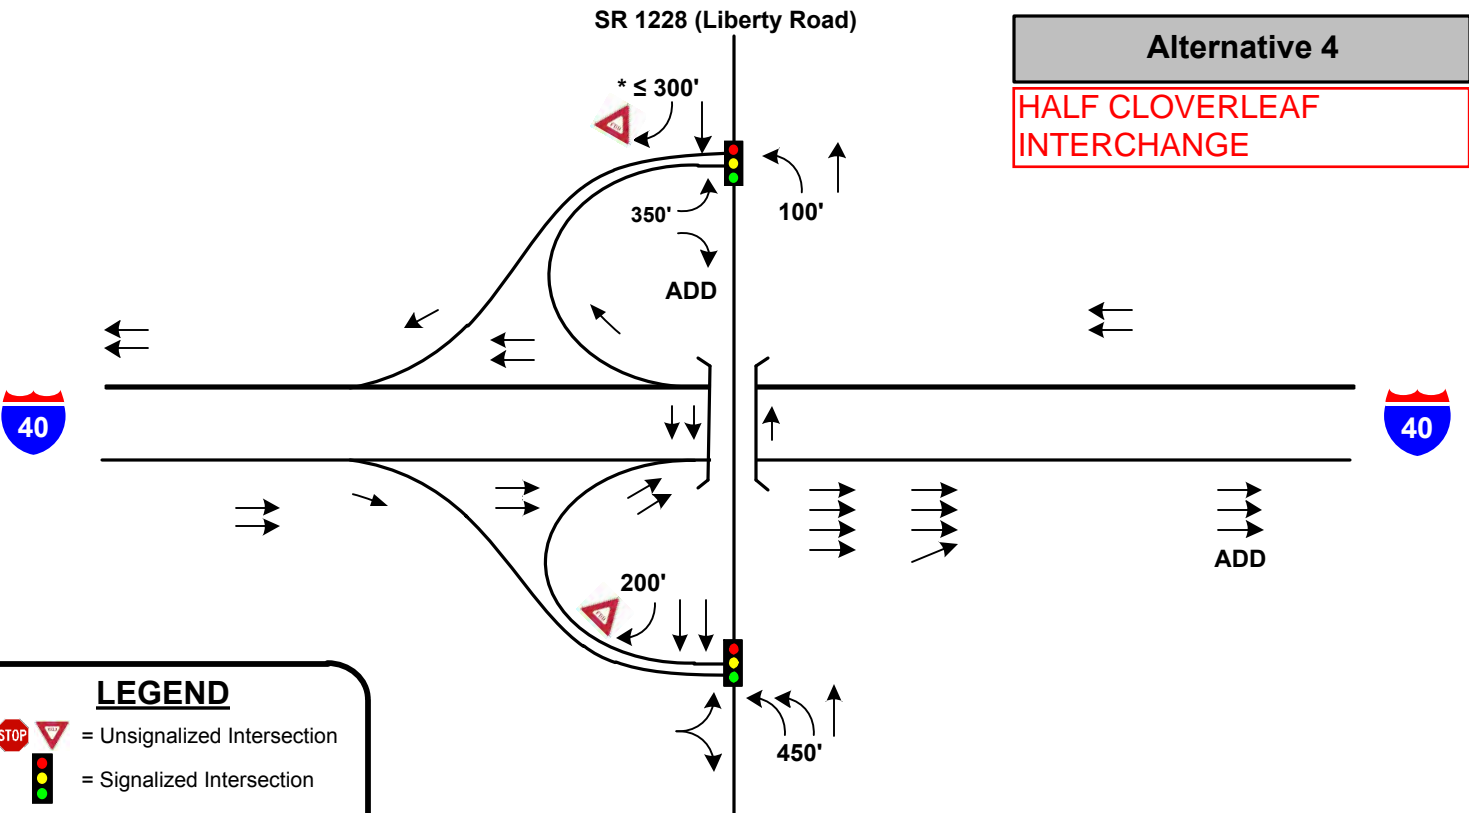 SR 1228 (Liberty Road)
Alternative 4
HALF CLOVERLEAF
INTERCHANGE
* ≤ 300'
350'
100'
ADD
40
40
ADD
200'
450'
LEGEND
STOP
= Unsignalized Intersection
= Signalized Intersection